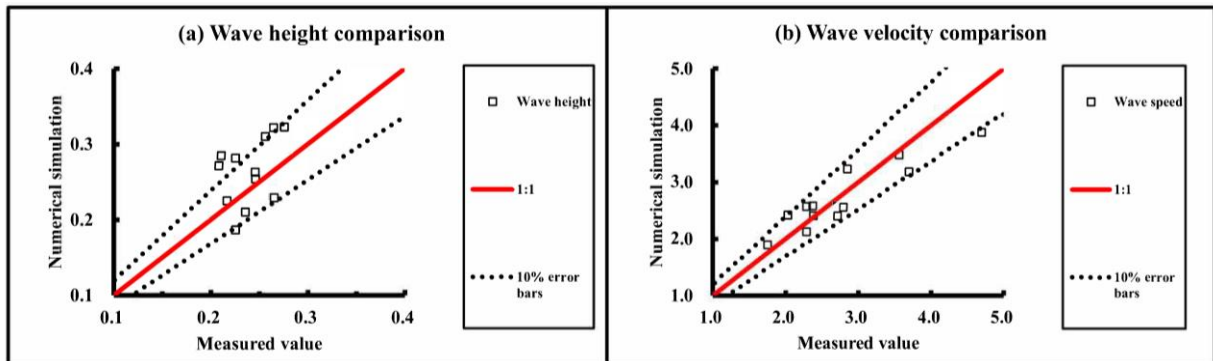 (a) Wave height comparison
0.4
0.3
0.2
0.1
Numerical simulation
0.1 0.2 0.3 0.4
Measured value
Wave height
1:1
10% error
bars
(b) Wave velocity comparison
5.0
4.0
3.0
2.0
1.0
Numerical simulation
1.0 2.0 3.0 4.0 5.0
Measured value
Wave speed
1:1
10% error
bars